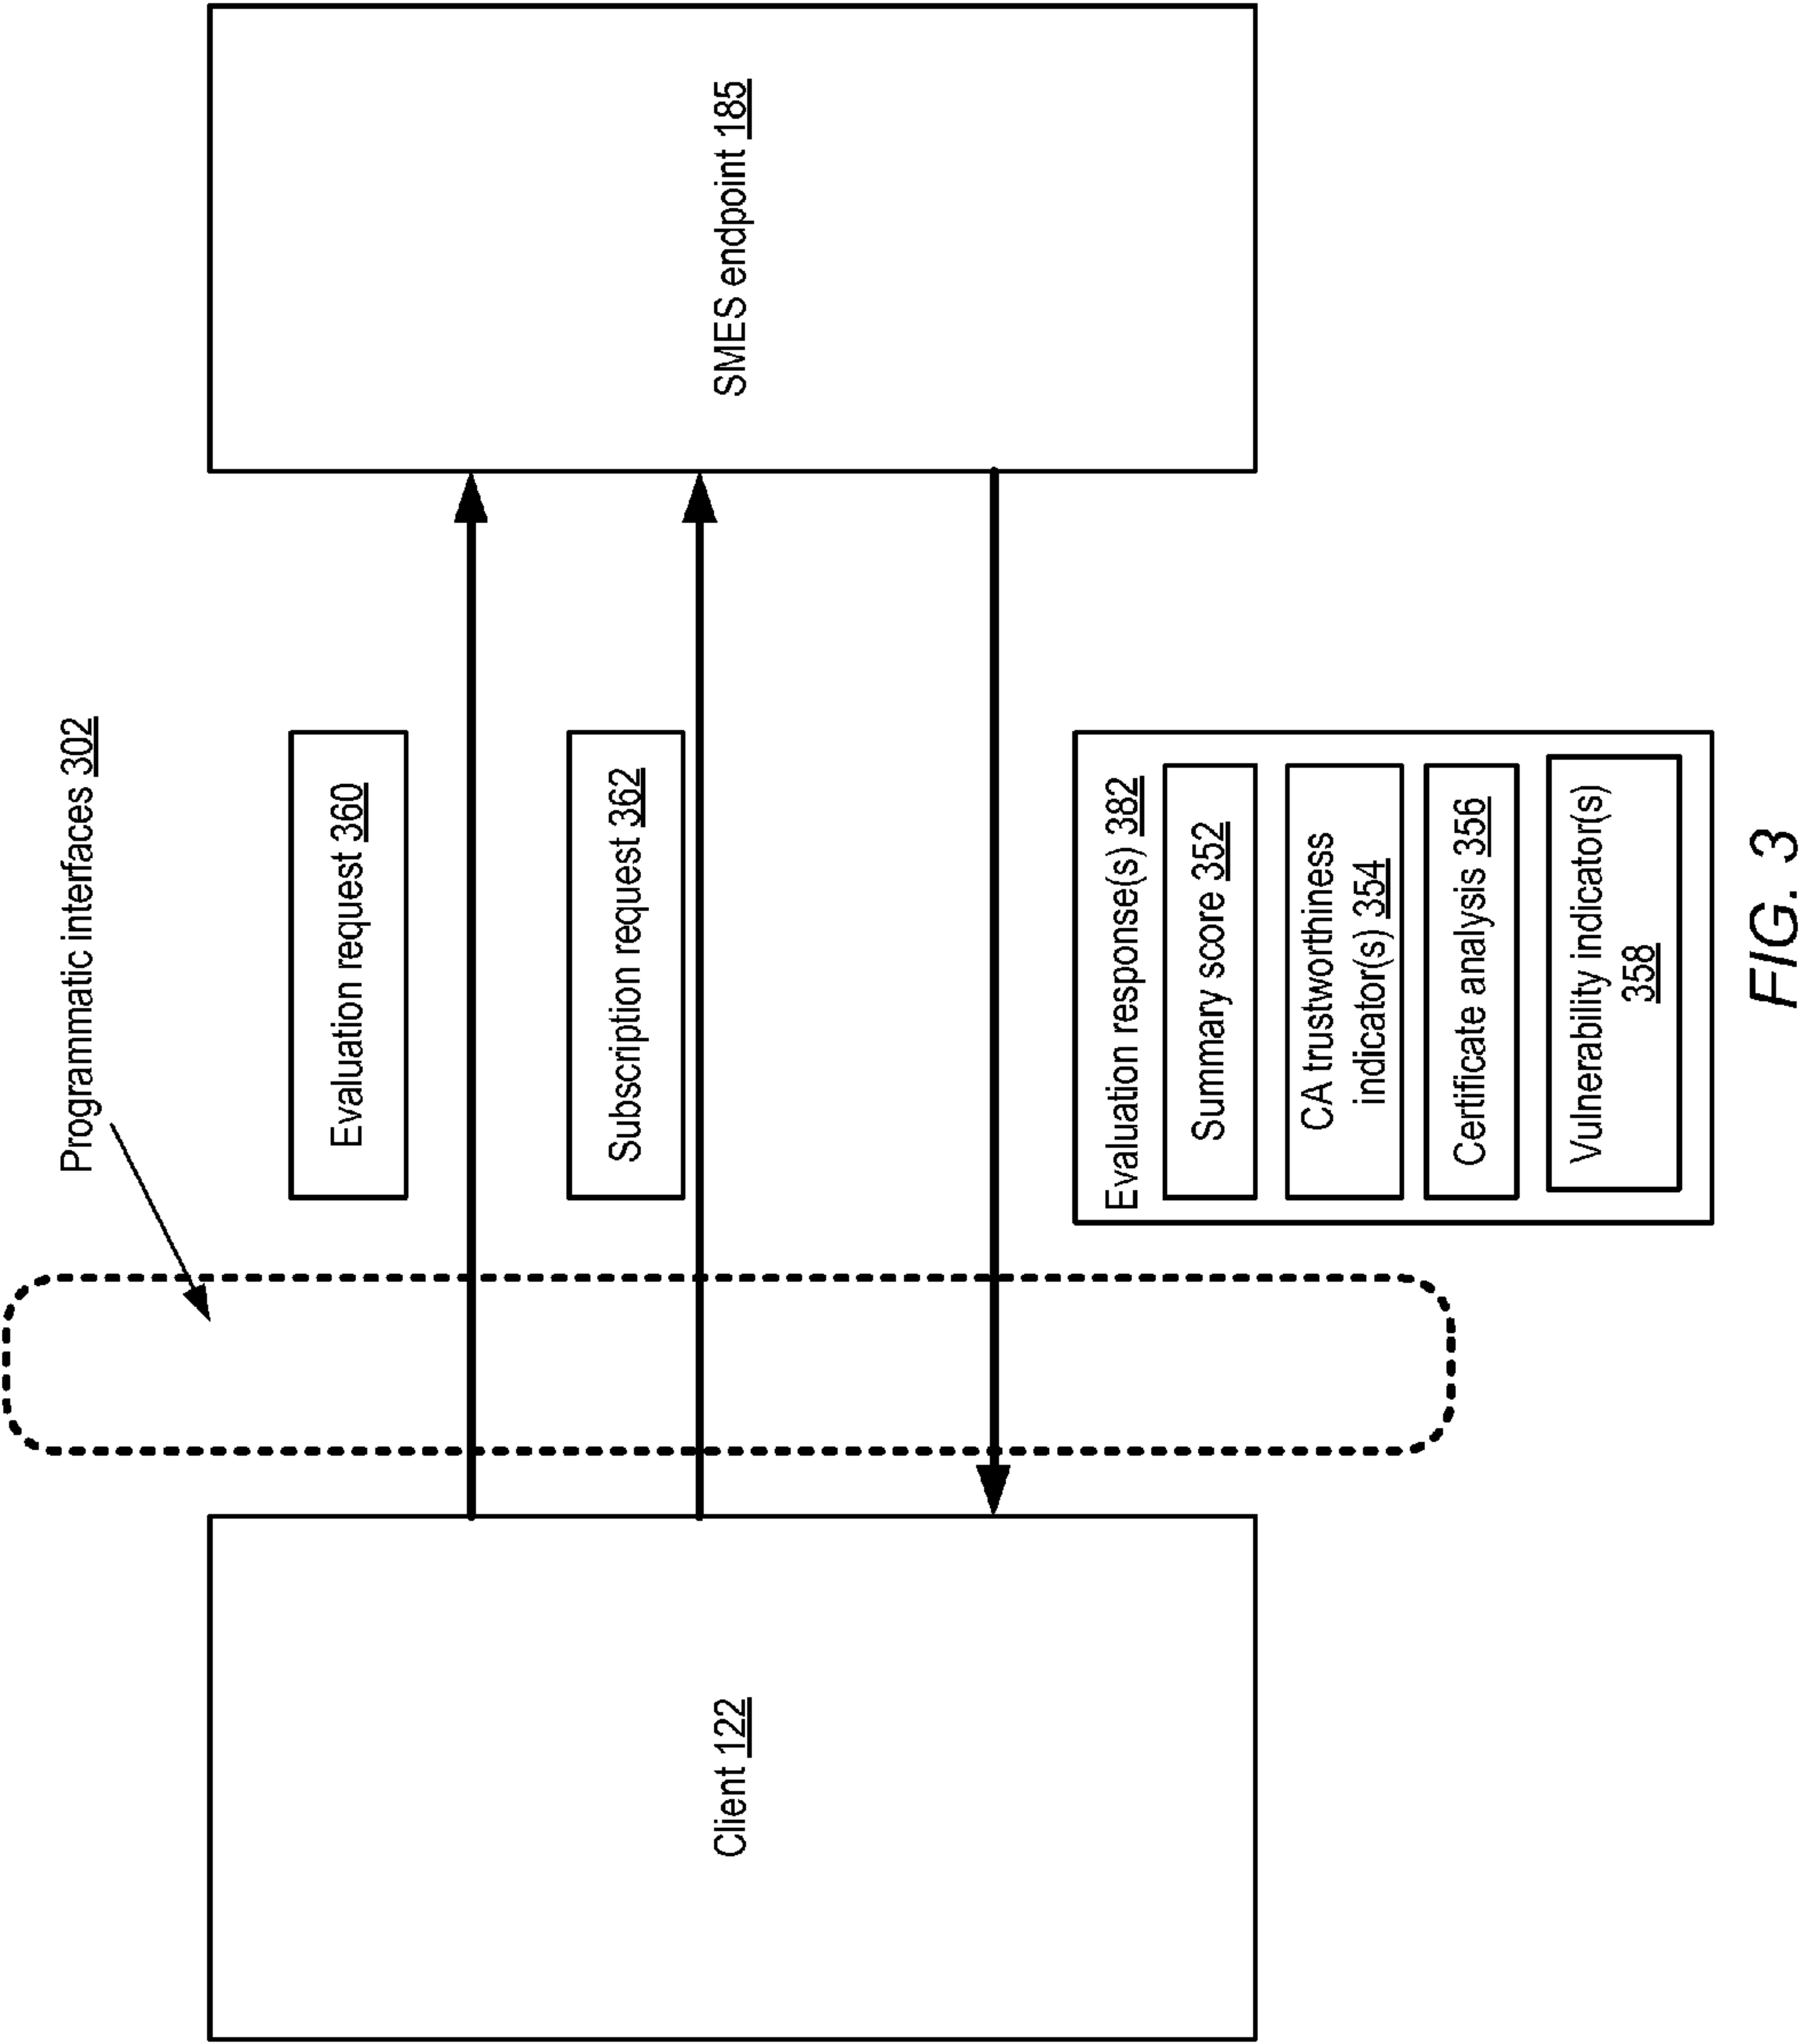 Programmatic interfaces 302
Client 122
Evaluation request 360
Subscription request 362
SMES endpoint 185
Evaluation response(s) 382
Summary score 352
CA trustworthiness
indicator(s) 354
Certificate analysis 356
Vulnerability indicator(s)
358
FIG. 3